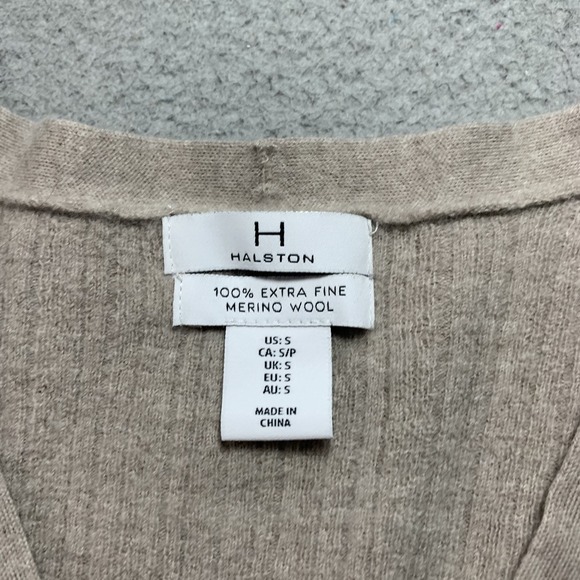 H
HALSTON
100% EXTRA FINE
MERINO WOOL
US: S
CA: S/P
UK: S
EU: S
AU: S
MADE IN
CHINA